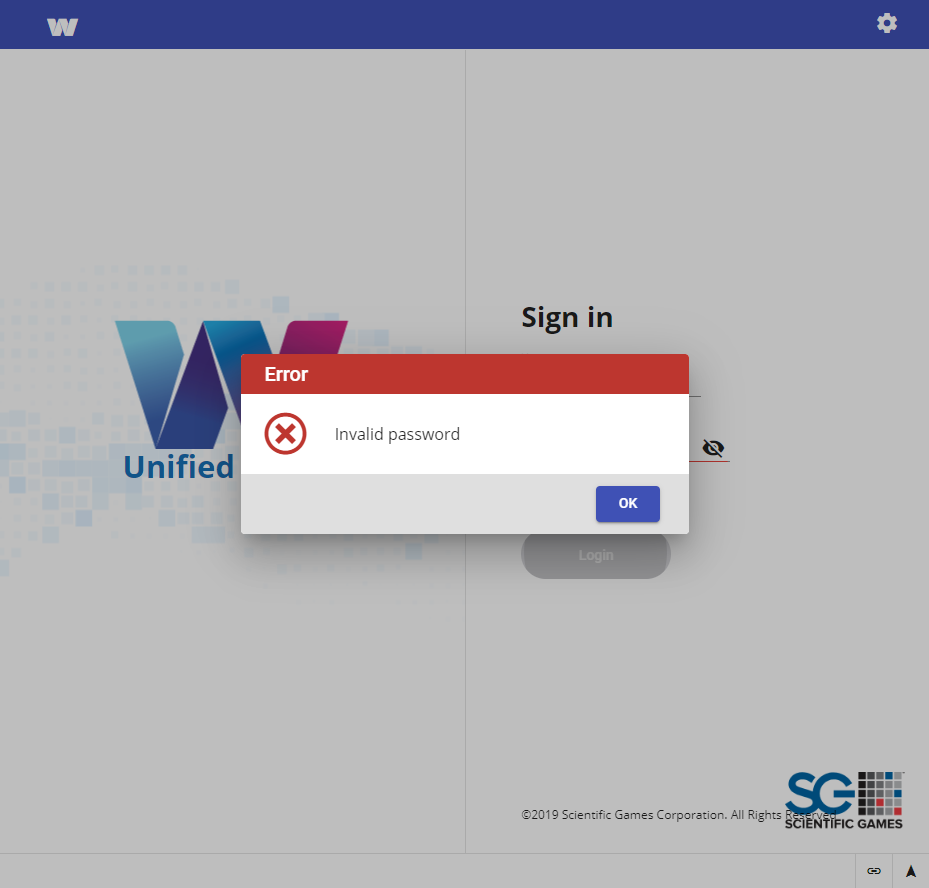 W
Sign in
Error
Invalid password
Unified
OK
Login
©2019 Scientific Games Corporation. All Rights Reserved
SG
SCIENTIFIC GAMES